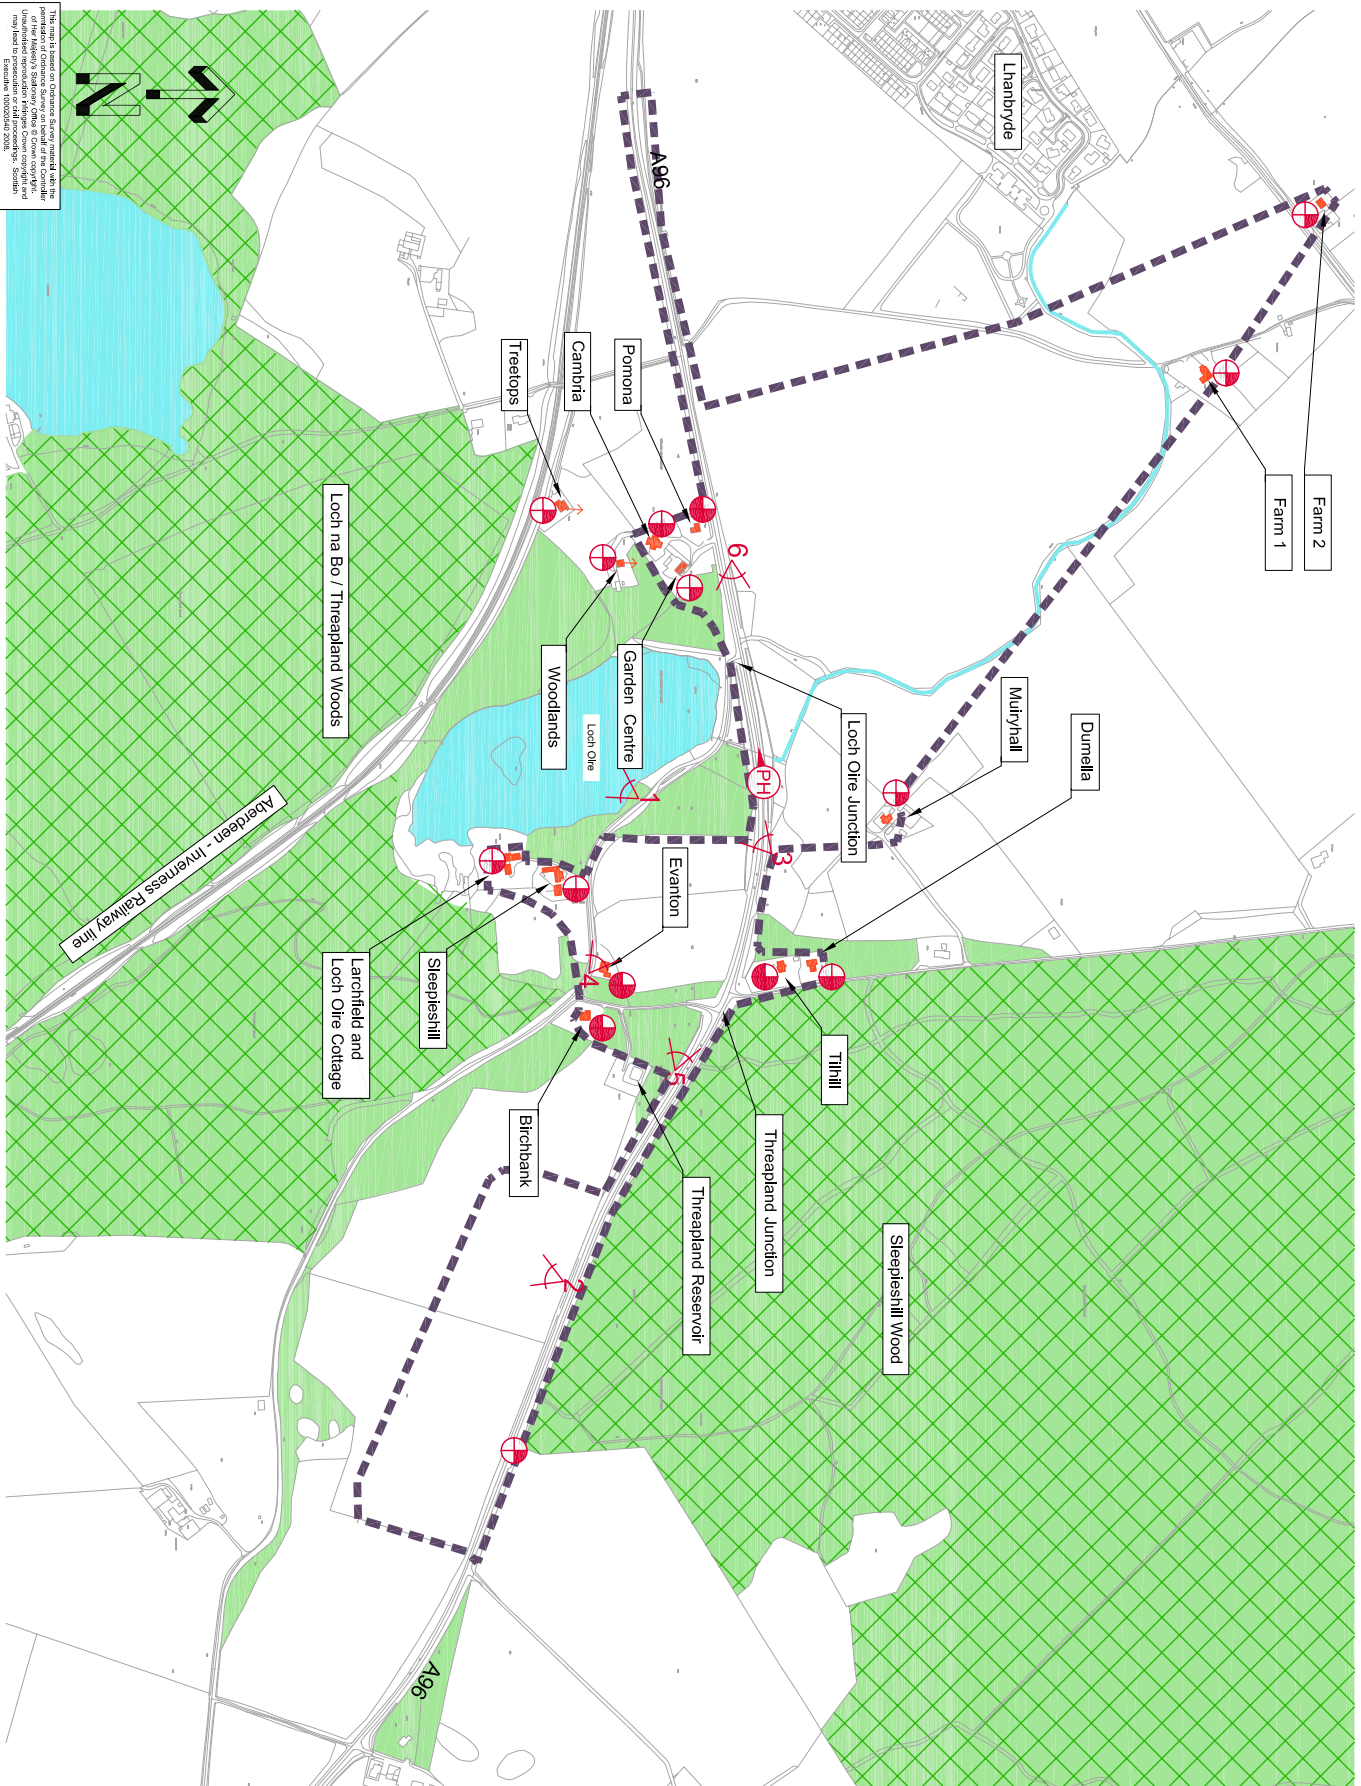 Lhanbryde
A96
Farm 2
Farm 1
Pomona
Cambria
Treetops
Garden Centre
Woodlands
Loch Oire
Loch Oire Junction
Muiryhall
Dumella
Evanton
Tilhill
Sleepieshill
Larchfield and
Loch Oire Cottage
Birchbank
Threapland Junction
Threapland Reservoir
Sleepieshill Wood
Loch na Bo / Threapland Woods
Aberdeen - Inverness Railway line
A96
PH
1
2
3
4
5
6
N
This map is based on Ordnance Survey material with the
permission of Ordnance Survey on behalf of the Controller
of Her Majesty's Stationary Office © Crown copyright.
Unauthorised reproduction infringes Crown copyright and
may lead to prosecution or civil proceedings. Scottish
Executive 100020540 2008.